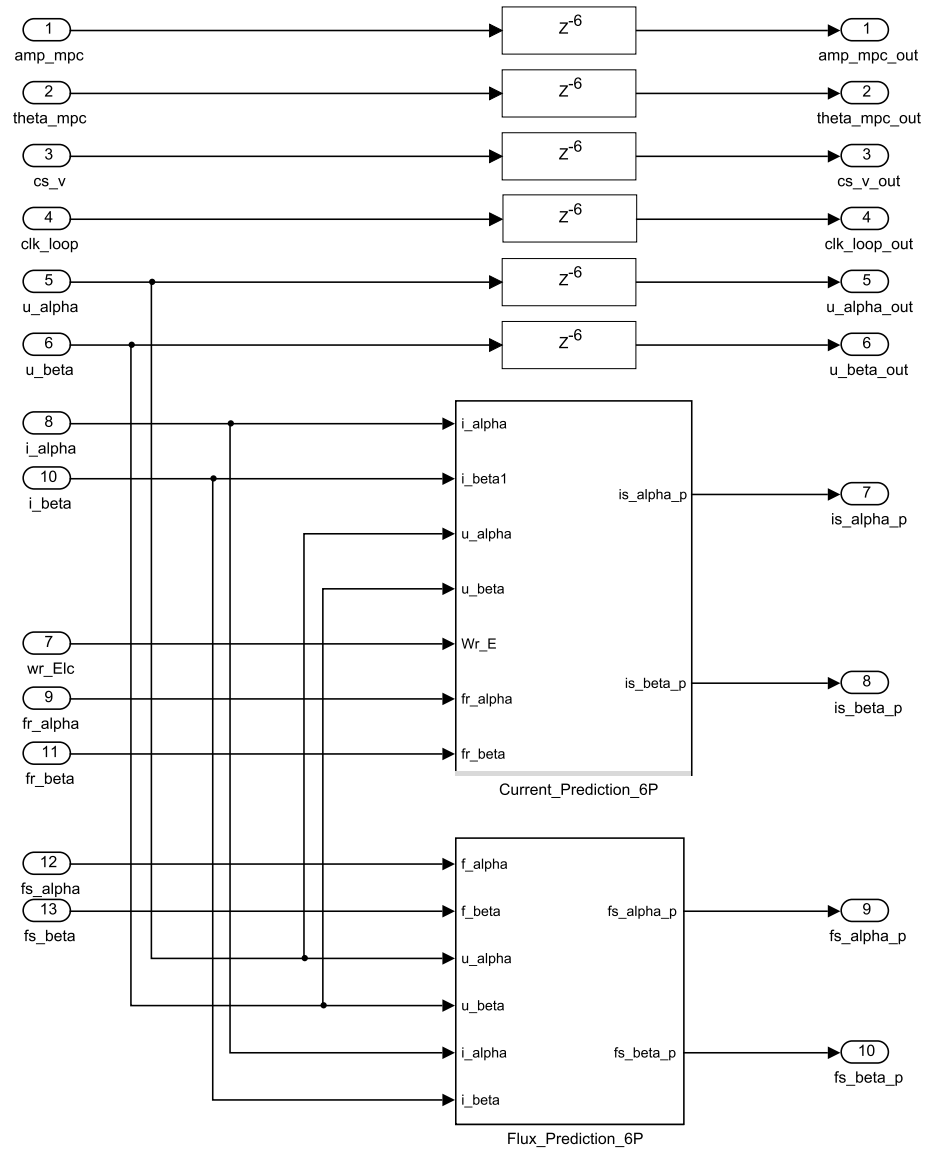 1 Z-6 1
amp_mpc amp_mpc_out
2 Z-6 2
theta_mpc theta_mpc_out
3 Z-6 3
cs_v cs_v_out
4 Z-6 4
clk_loop clk_loop_out
5 Z-6 5
u_alpha u_alpha_out
6 Z-6 6
u_beta u_beta_out
8 i_alpha
i_alpha
10 i_beta1
i_beta
is_alpha_p 7
is_alpha_p
u_alpha
u_beta
7 Wr_E
wr_Elc
is_beta_p 8
is_beta_p
9 fr_alpha
fr_alpha
11 fr_beta
fr_beta
Current_Prediction_6P
12 f_alpha
fs_alpha
13 f_beta fs_alpha_p 9
fs_beta fs_alpha_p
u_alpha
u_beta
i_alpha fs_beta_p 10
fs_beta_p
i_beta
Flux_Prediction_6P